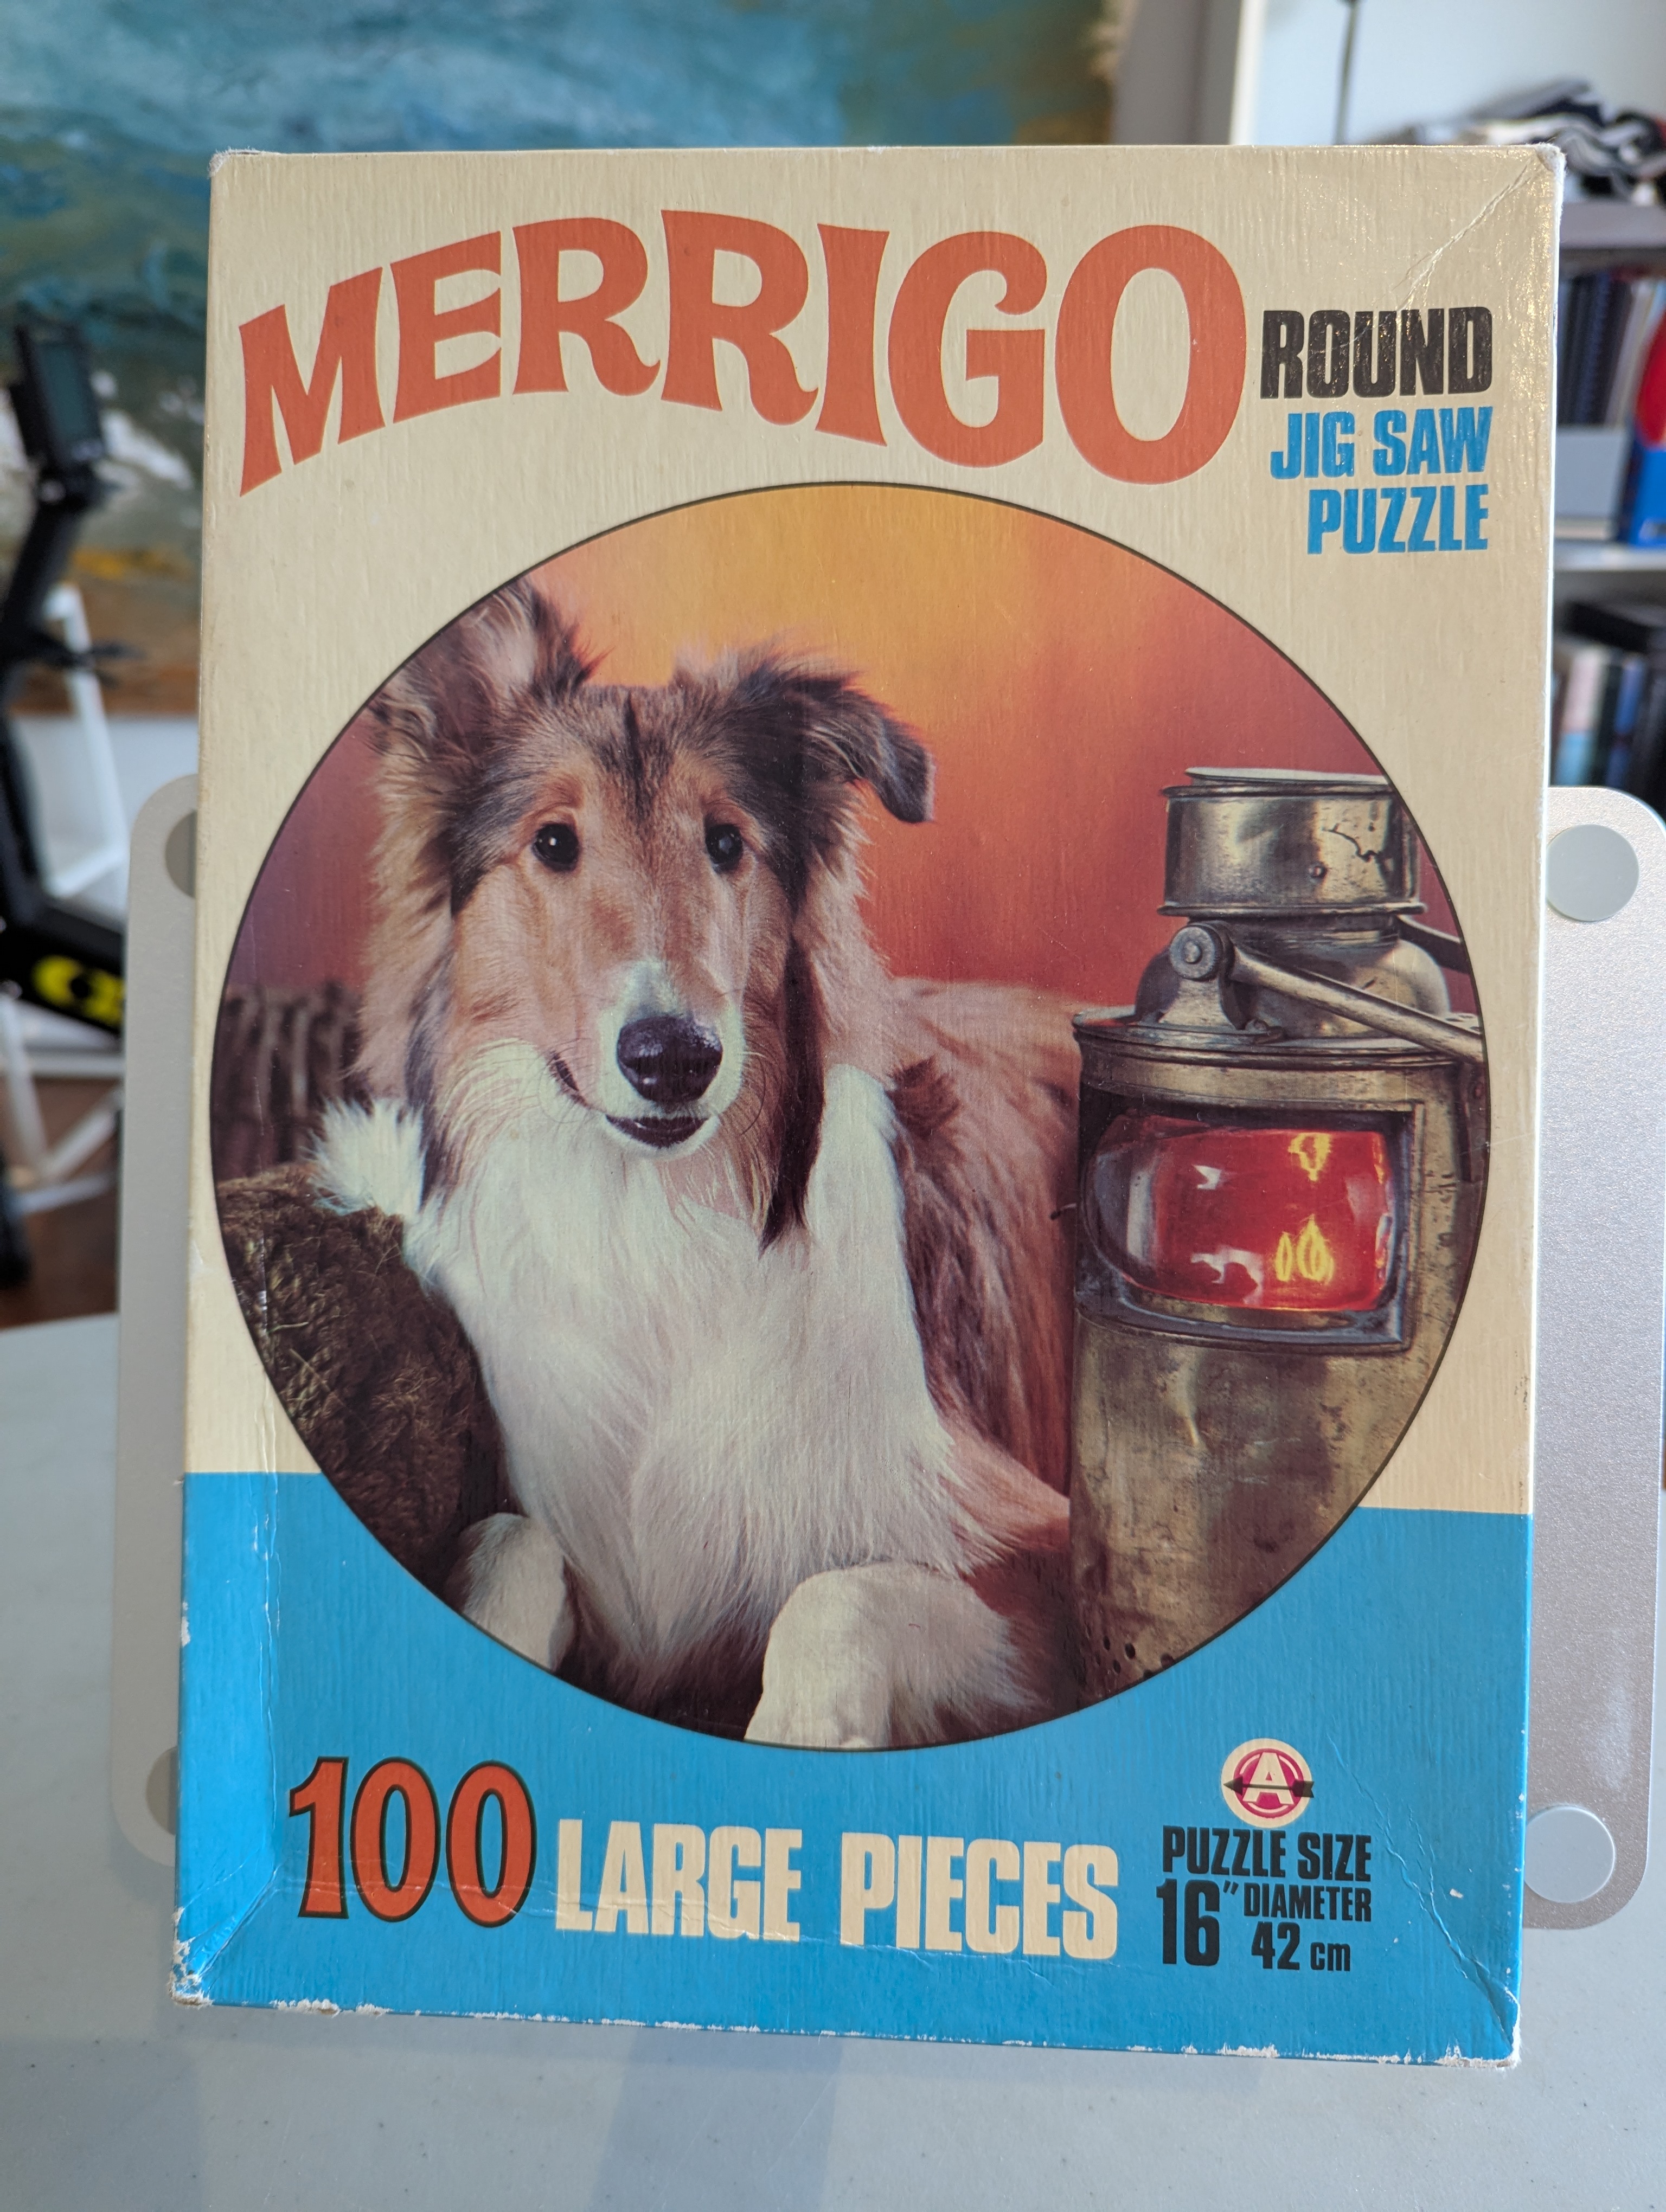 MERRIGO
ROUND
JIG SAW
PUZZLE
100 LARGE PIECES
A
PUZZLE SIZE
16" DIAMETER
42 cm